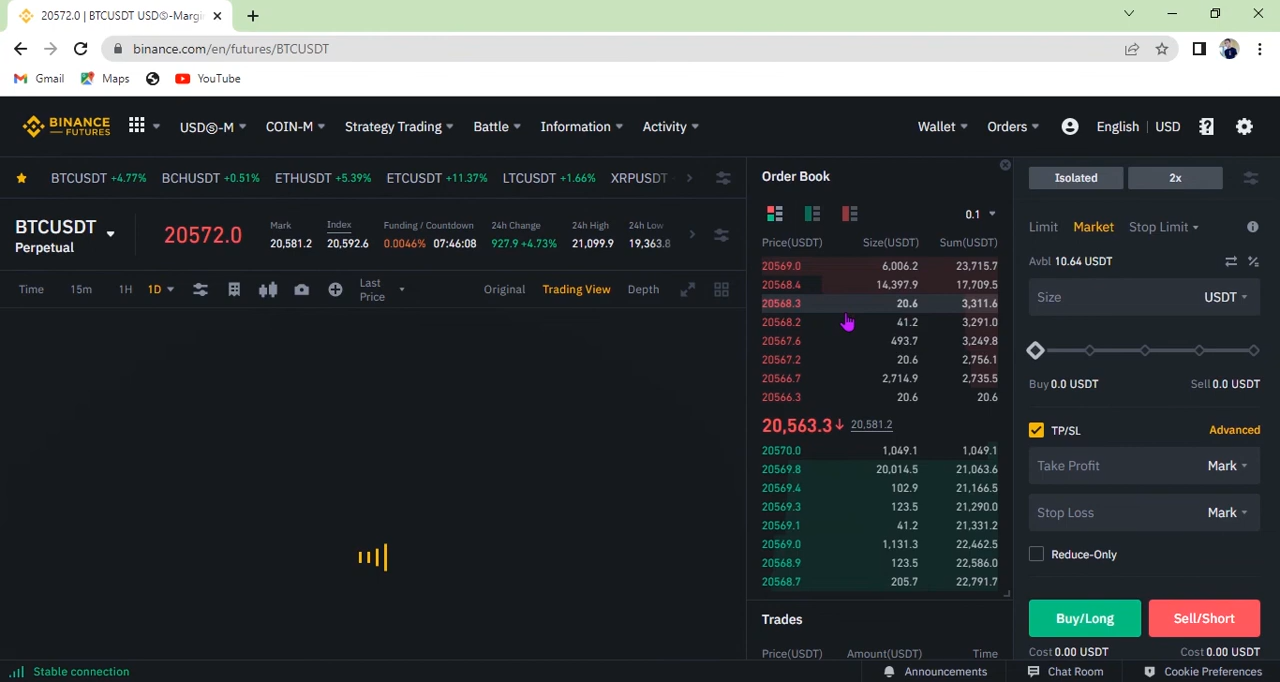 20572.0 | BTCUSDT USDⓈ-Margi
binance.com/en/futures/BTCUSDT
Gmail Maps YouTube
BINANCE FUTURES USDⓈ-M COIN-M Strategy Trading Battle Information Activity Wallet Orders English USD
BTCUSDT +4.77% BCHUSDT +0.51% ETHUSDT +5.39% ETCUSDT +11.37% LTCUSDT +1.66% XRPUSDT
BTCUSDT
Perpetual
20572.0
Mark Index Funding / Countdown 24h Change 24h High 24h Low
20,581.2 20,592.6 0.0046% 07:46:08 927.9 +4.73% 21,099.9 19,363.8
Time 15m 1H 1D Last Price Original Trading View Depth
Order Book
0.1
Price(USDT) Size(USDT) Sum(USDT)
20569.0 6,006.2 23,715.7
20568.4 14,397.9 17,709.5
20568.3 20.6 3,311.6
20568.2 41.2 3,291.0
20567.6 493.7 3,249.8
20567.2 20.6 2,756.1
20566.7 2,714.9 2,735.5
20566.3 20.6 20.6
20,563.3↓ 20,581.2
20570.0 1,049.1 1,049.1
20569.8 20,014.5 21,063.6
20569.4 102.9 21,166.5
20569.3 123.5 21,290.0
20569.1 41.2 21,331.2
20569.0 1,131.3 22,462.5
20568.9 123.5 22,586.0
20568.7 205.7 22,791.7
Trades
Price(USDT) Amount(USDT) Time
Isolated 2x
Limit Market Stop Limit
Avbl 10.64 USDT
Size USDT
Buy 0.0 USDT Sell 0.0 USDT
TP/SL Advanced
Take Profit Mark
Stop Loss Mark
Reduce-Only
Buy/Long Sell/Short
Cost 0.00 USDT Cost 0.00 USDT
Stable connection Announcements Chat Room Cookie Preferences